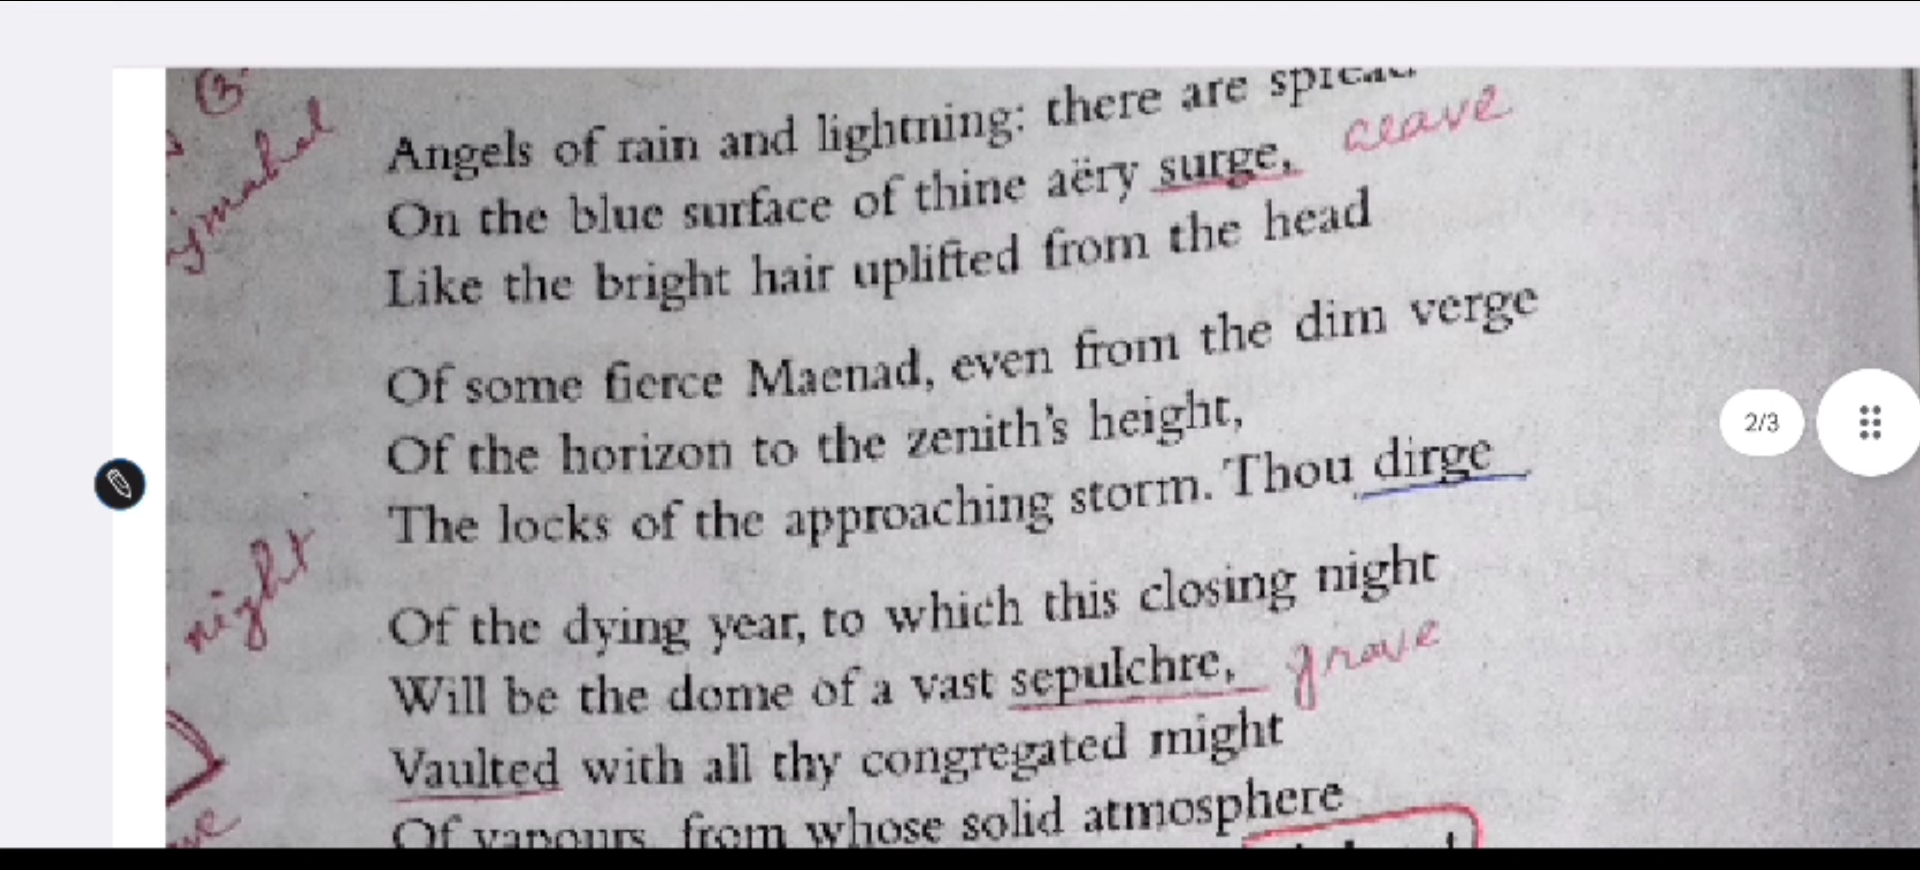 Angels of rain and lightning: there are spread
On the blue surface of thine aëry surge, cleave
Like the bright hair uplifted from the head
Of some fierce Maenad, even from the dim verge
Of the horizon to the zenith's height,
The locks of the approaching storm. Thou dirge
night
Of the dying year, to which this closing night
Will be the dome of a vast sepulchre, grave
Vaulted with all thy congregated might
Of vapours, from whose solid atmosphere
2/3